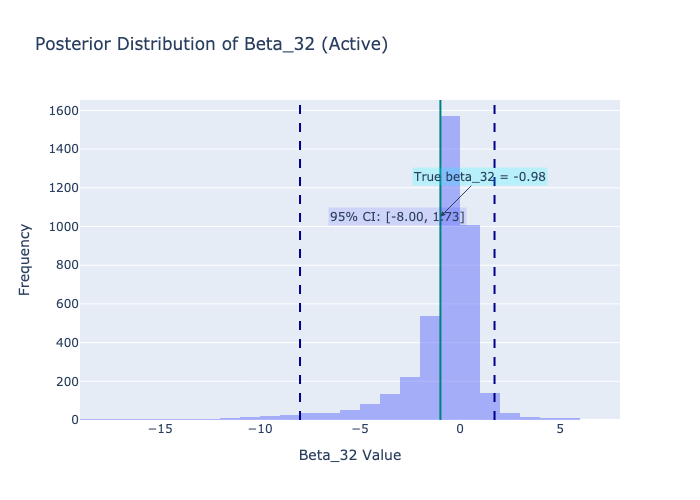 Posterior Distribution of Beta_32 (Active)
1600
1400
1200
1000
800
600
400
200
0
Frequency
True beta_32 = -0.98
95% CI: [-8.00, 1.73]
−15
−10
−5
0
5
Beta_32 Value